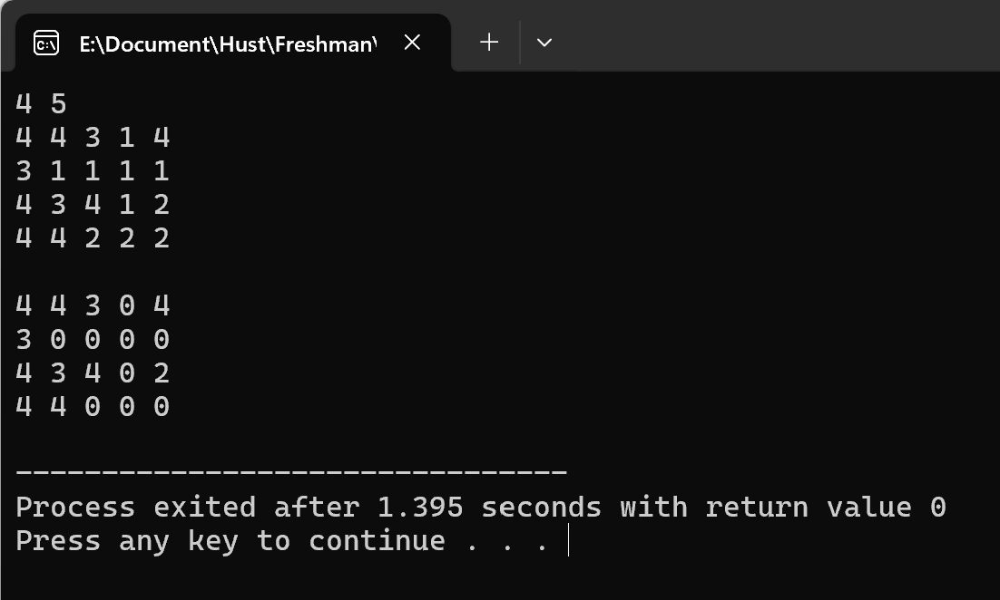 E:\Document\Hust\Freshman\
4 5
4 4 3 1 4
3 1 1 1 1
4 3 4 1 2
4 4 2 2 2
4 4 3 0 4
3 0 0 0 0
4 3 4 0 2
4 4 0 0 0
--------------------------------
Process exited after 1.395 seconds with return value 0
Press any key to continue . . .